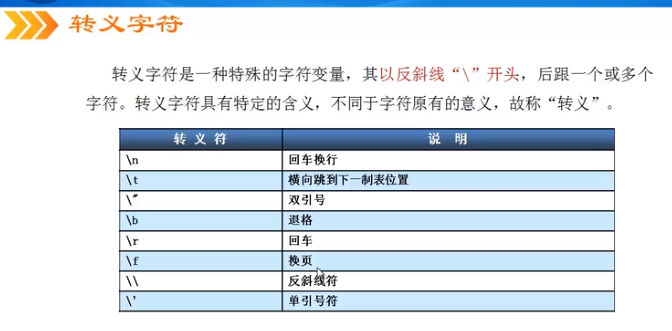 转义字符
转义字符是一种特殊的字符变量，其以反斜线“\”开头，后跟一个或多个
字符。转义字符具有特定的含义，不同于字符原有的意义，故称“转义”。
转 义 符 说 明
\n 回车换行
\t 横向跳到下一制表位置
\" 双引号
\b 退格
\r 回车
\f 换页
\\ 反斜线符
\' 单引号符